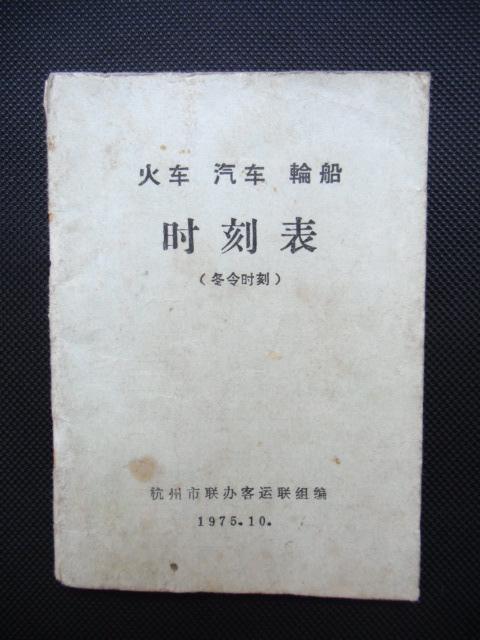 火车 汽车 輪船
时刻表
（冬令时刻）
杭州市联办客运联组编
1975.10.